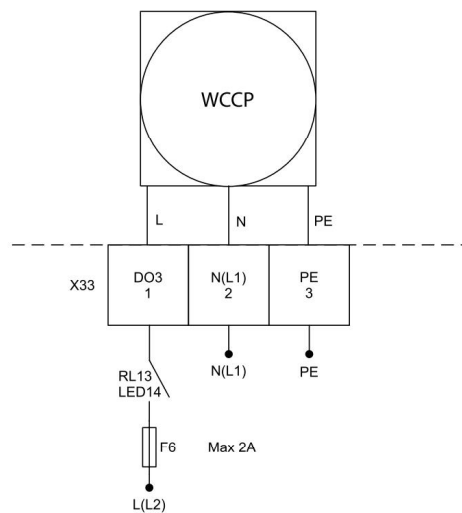 WCCP
L N PE
X33
DO3 N(L1) PE
1 2 3
N(L1) PE
RL13
LED14
F6 Max 2A
L(L2)